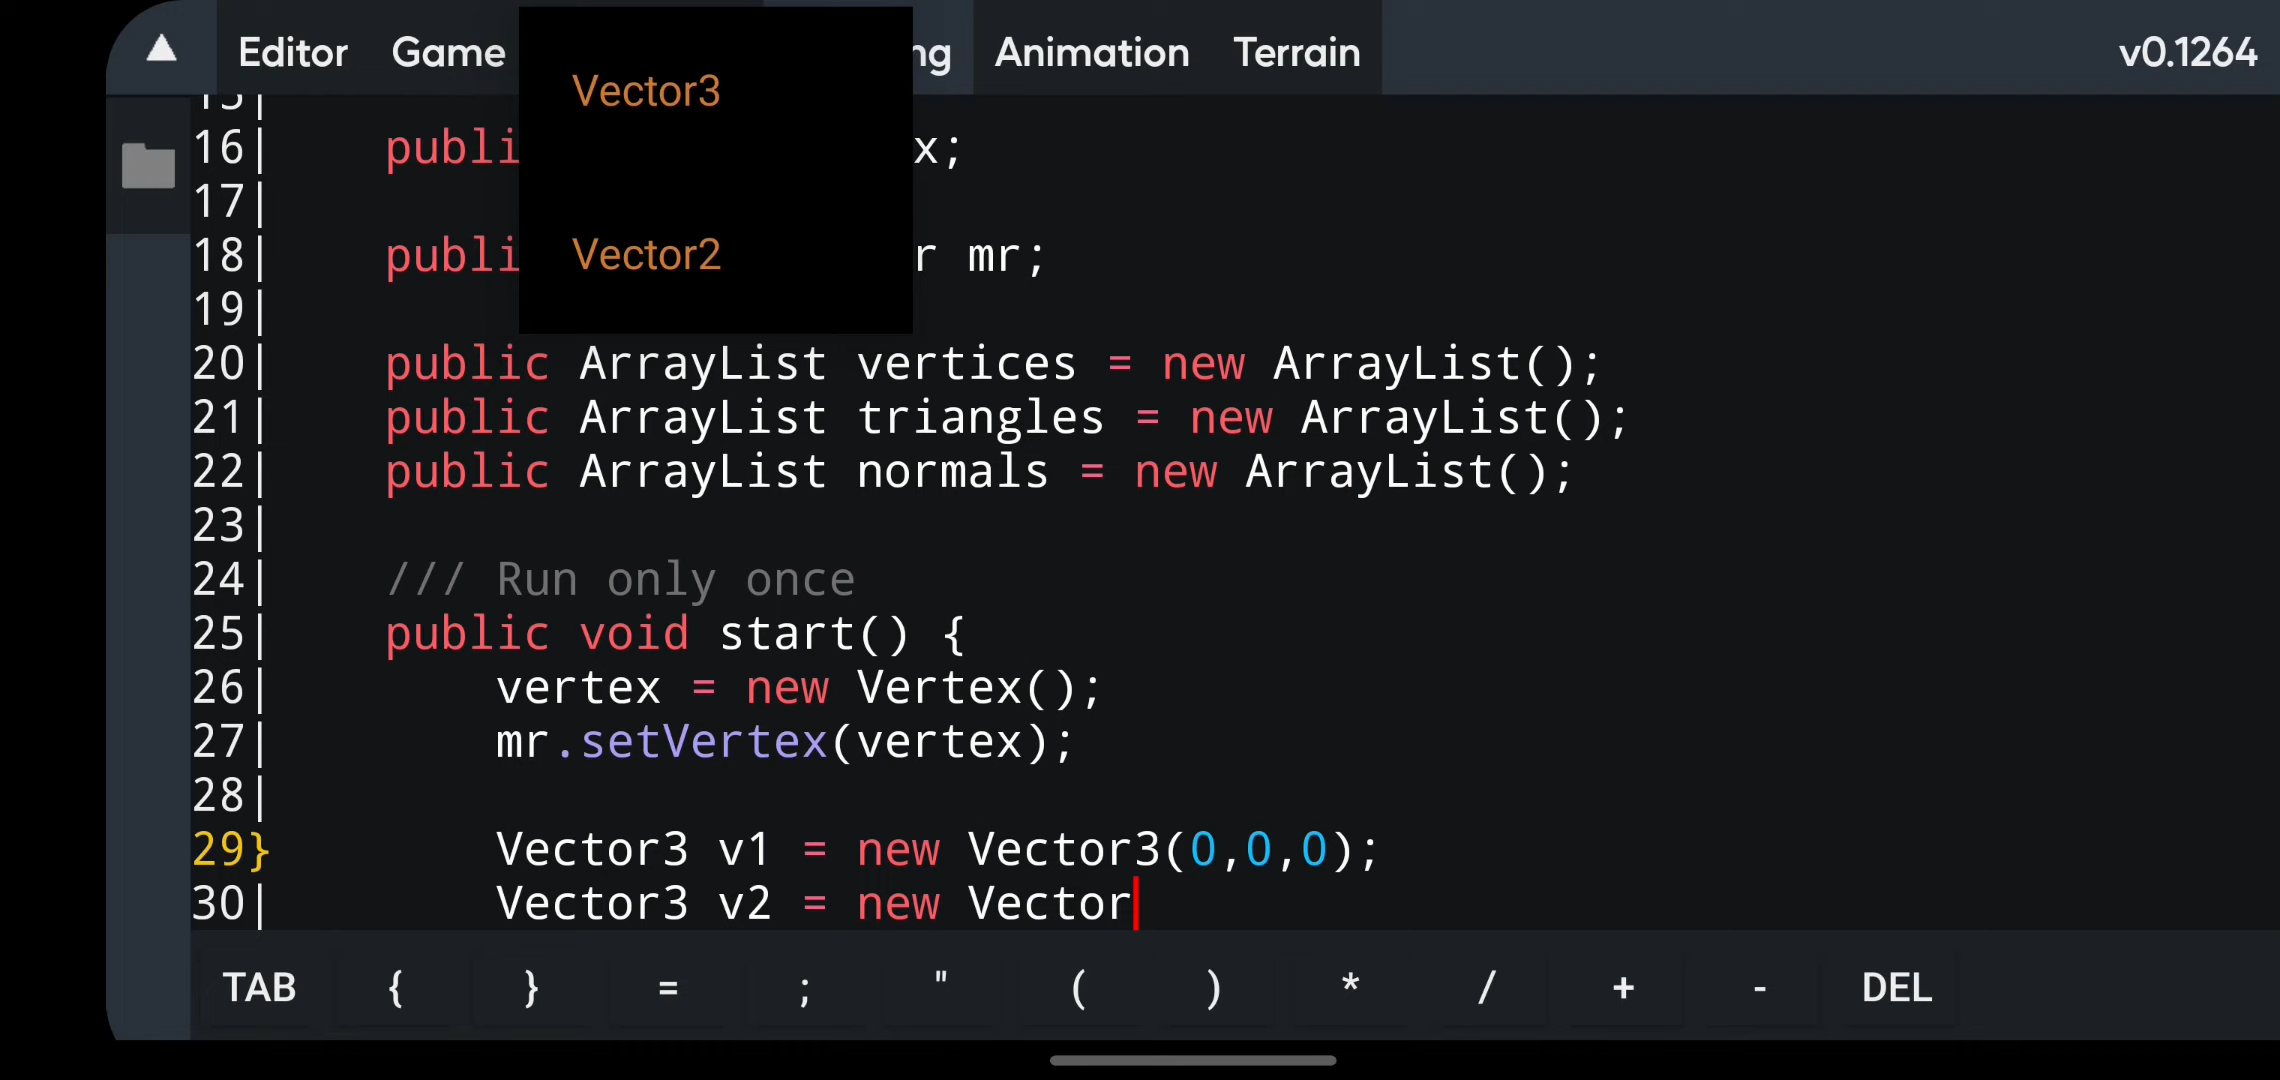 ▲ Editor Game ng Animation Terrain v0.1264
Vector3
Vector2
15|
16| publi x;
17|
18| publi r mr;
19|
20| public ArrayList vertices = new ArrayList();
21| public ArrayList triangles = new ArrayList();
22| public ArrayList normals = new ArrayList();
23|
24| /// Run only once
25| public void start() {
26| vertex = new Vertex();
27| mr.setVertex(vertex);
28|
29} Vector3 v1 = new Vector3(0,0,0);
30| Vector3 v2 = new Vector
TAB { } = ; " ( ) * / + - DEL